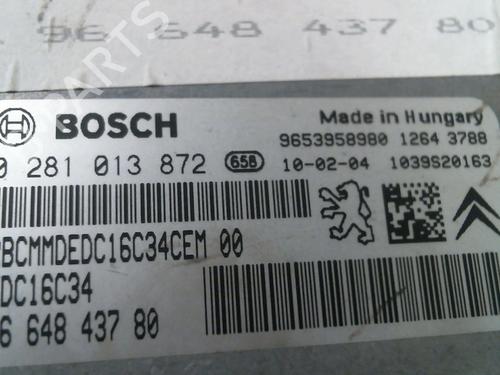 96 648 437 80
BOSCH
Made in Hungary
9653958980 1264 3788
0 281 013 872 658 10-02-04 1039S20163
BCMMDEDC16C34CEM 00
DC16C34
6 648 437 80